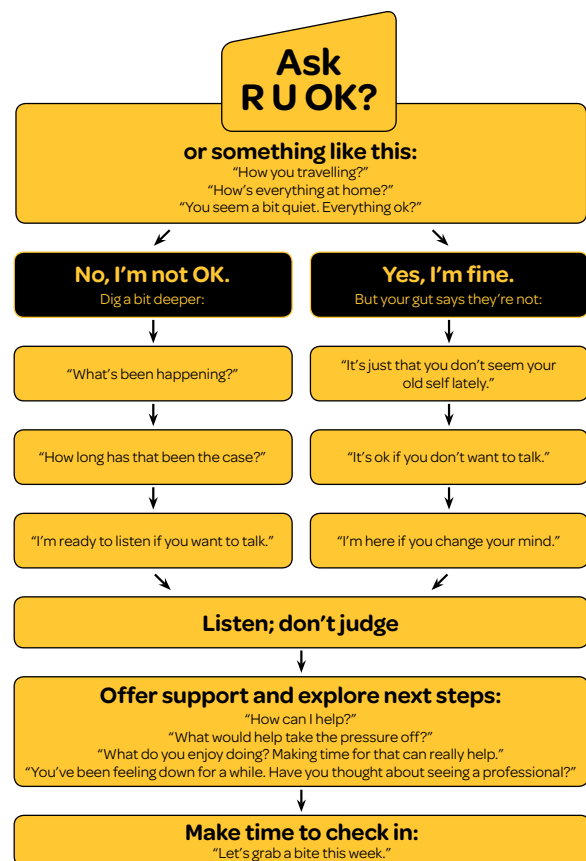 Ask
R U OK?
or something like this:
“How you travelling?”
“How’s everything at home?”
“You seem a bit quiet. Everything ok?”
No, I’m not OK.
Dig a bit deeper:
Yes, I’m fine.
But your gut says they’re not:
“What’s been happening?”
“It’s just that you don’t seem your
old self lately.”
“How long has that been the case?”
“It’s ok if you don’t want to talk.”
“I’m ready to listen if you want to talk.”
“I’m here if you change your mind.”
Listen; don’t judge
Offer support and explore next steps:
“How can I help?”
“What would help take the pressure off?”
“What do you enjoy doing? Making time for that can really help.”
“You’ve been feeling down for a while. Have you thought about seeing a professional?”
Make time to check in:
“Let’s grab a bite this week.”